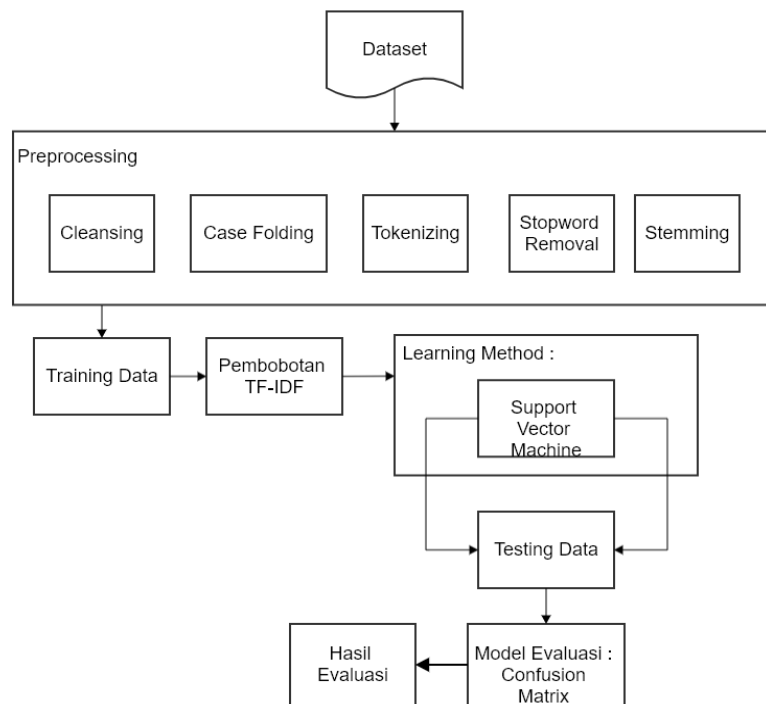 Dataset
Preprocessing
Cleansing
Case Folding
Tokenizing
Stopword
Removal
Stemming
Training Data
Pembobotan
TF-IDF
Learning Method :
Support
Vector
Machine
Testing Data
Hasil
Evaluasi
Model Evaluasi :
Confusion
Matrix